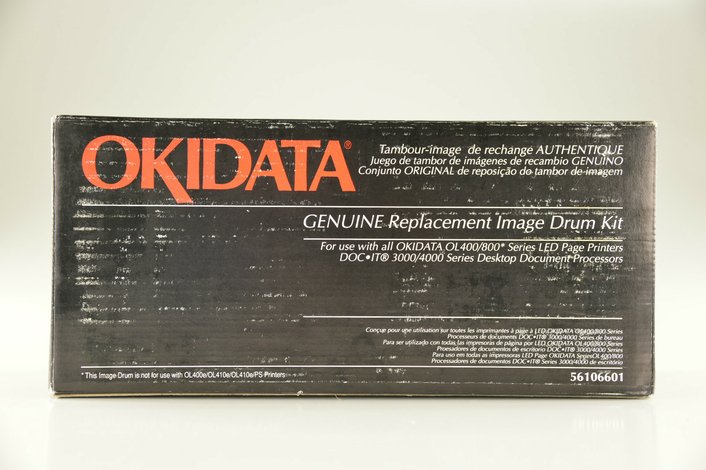 OKIDATA®
Tambour-image de rechange AUTHENTIQUE
Juego de tambor de imágenes de recambio GENUINO
Conjunto ORIGINAL de reposição do tambor de imagem
GENUINE Replacement Image Drum Kit
For use with all OKIDATA OL400/800* Series LED Page Printers
DOC•IT® 3000/4000 Series Desktop Document Processors
Conçue pour une utilisation sur toutes les imprimantes à page à LED OKIDATA OL400/800 Series
Processeurs de documents DOC•IT® 3000/4000 Series de bureau
Para ser utilizado con todas las impresoras de página por LED OKIDATA OL400/800 Series
Proesadores de documentos de escritorio DOC•IT® 3000/4000 Series
Para uso em todas as impressoras LED Page OKIDATA SeriesOL400/800
Processadores de documentos DOC•IT® Series 3000/4000 de escritório
* This Image Drum is not for use with OL400e/OL410e/OL410e/PS Printers
56106601